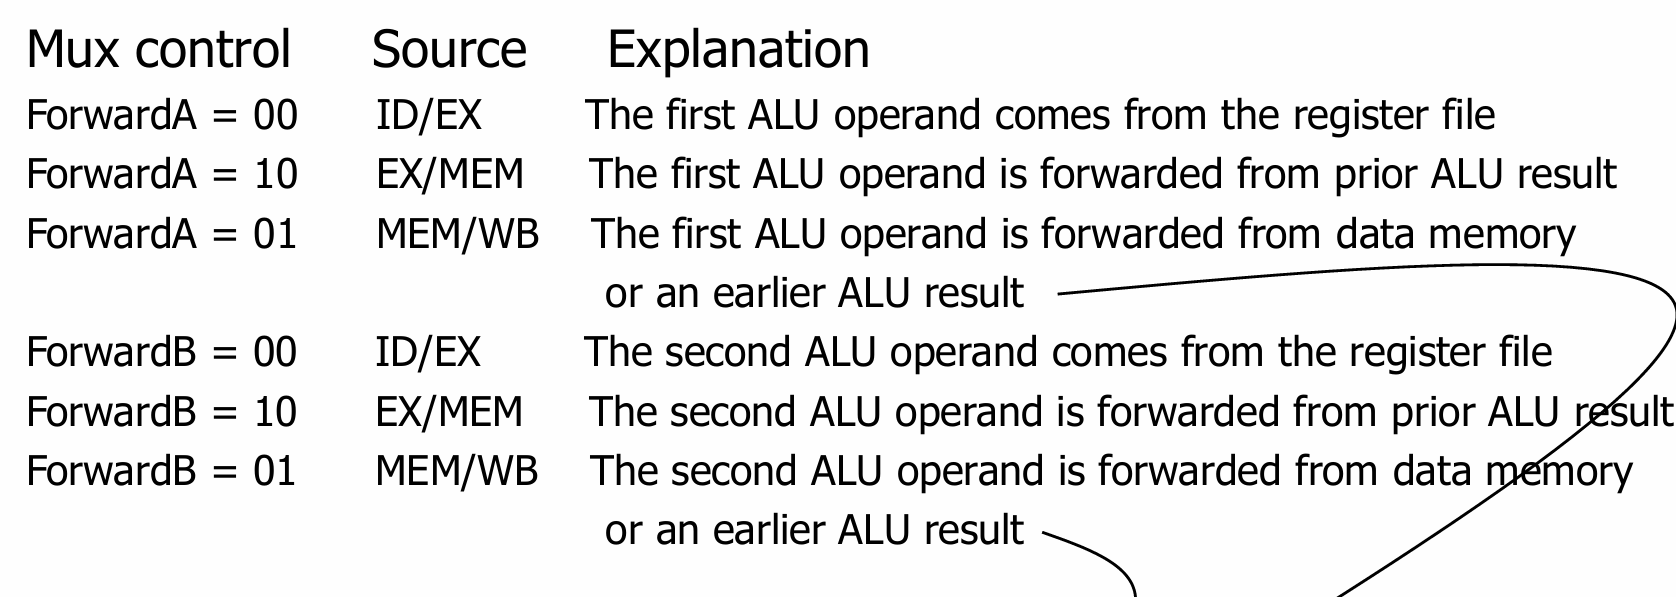 Mux control Source Explanation
ForwardA = 00 ID/EX The first ALU operand comes from the register file
ForwardA = 10 EX/MEM The first ALU operand is forwarded from prior ALU result
ForwardA = 01 MEM/WB The first ALU operand is forwarded from data memory
or an earlier ALU result
ForwardB = 00 ID/EX The second ALU operand comes from the register file
ForwardB = 10 EX/MEM The second ALU operand is forwarded from prior ALU result
ForwardB = 01 MEM/WB The second ALU operand is forwarded from data memory
or an earlier ALU result